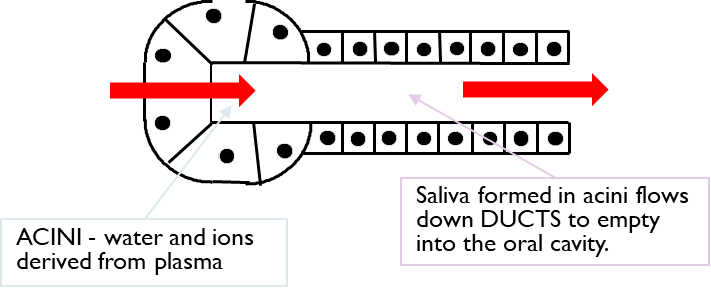 ACINI - water and ions
derived from plasma
Saliva formed in acini flows
down DUCTS to empty
into the oral cavity.